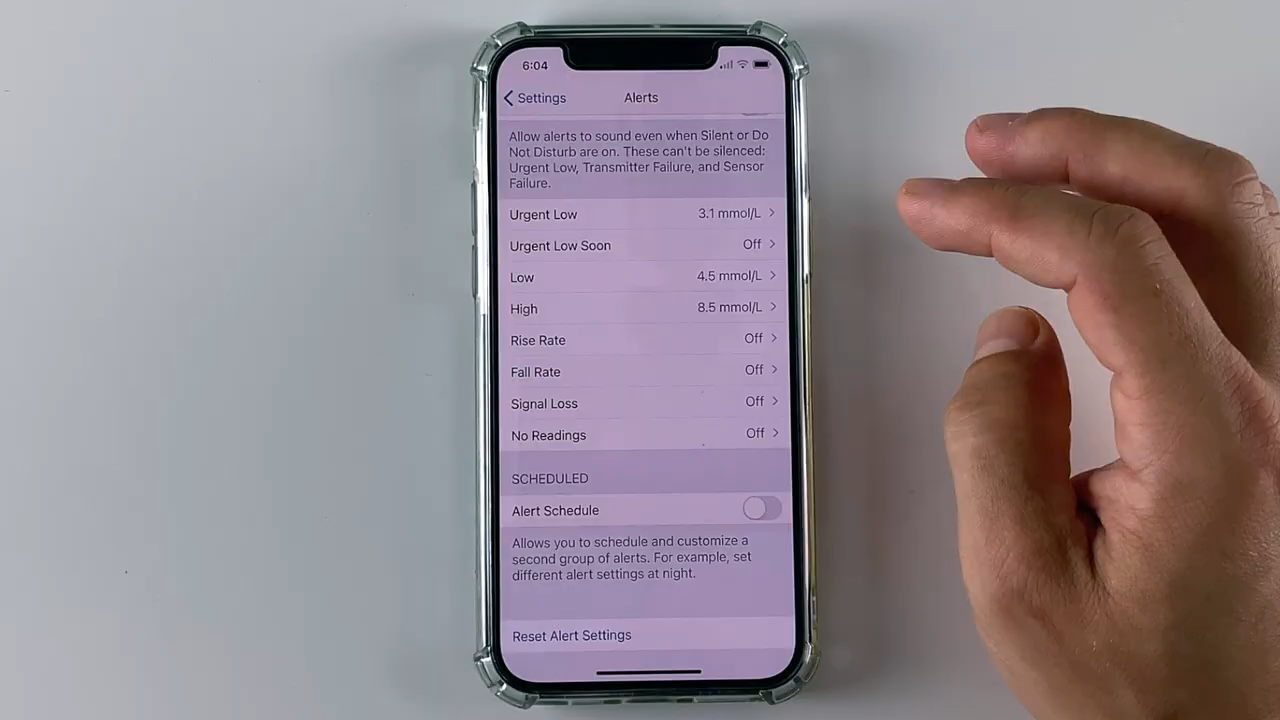 6:04
Settings Alerts
Allow alerts to sound even when Silent or Do
Not Disturb are on. These can't be silenced:
Urgent Low, Transmitter Failure, and Sensor
Failure.
Urgent Low 3.1 mmol/L
Urgent Low Soon Off
Low 4.5 mmol/L
High 8.5 mmol/L
Rise Rate Off
Fall Rate Off
Signal Loss Off
No Readings Off
SCHEDULED
Alert Schedule
Allows you to schedule and customize a
second group of alerts. For example, set
different alert settings at night.
Reset Alert Settings